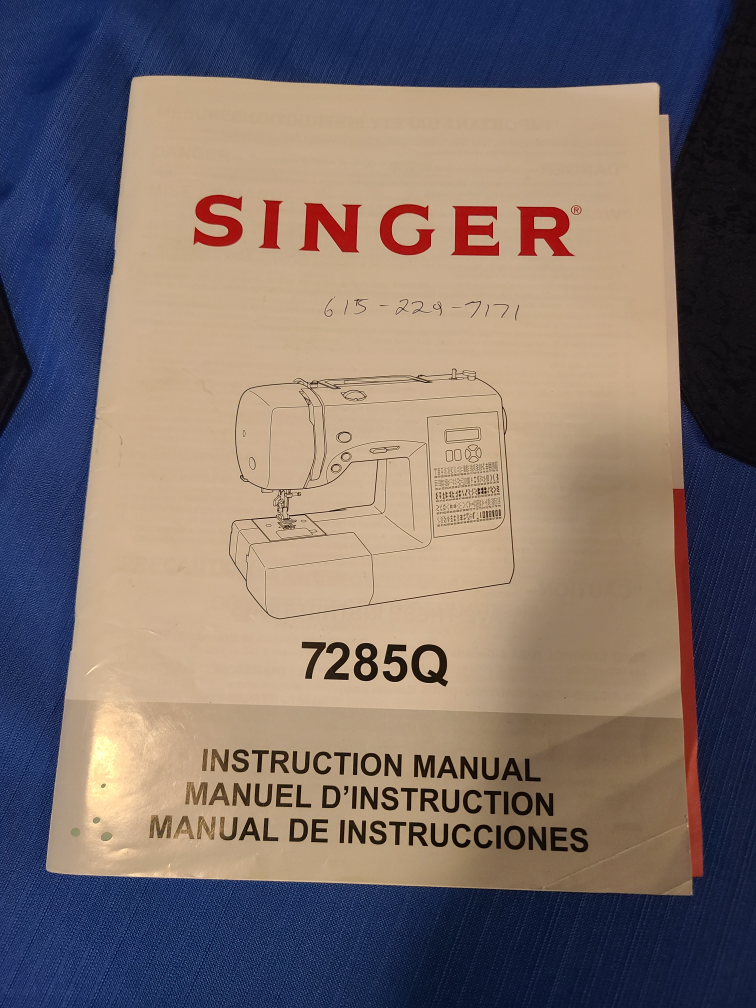 SINGER®
615-229-7171
7285Q
INSTRUCTION MANUAL
MANUEL D'INSTRUCTION
MANUAL DE INSTRUCCIONES